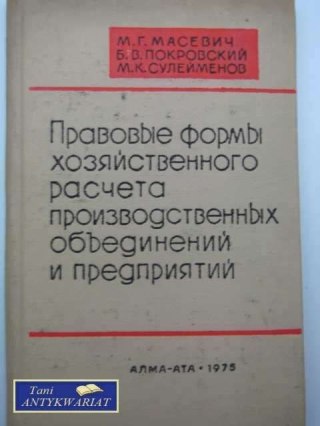 М.Г. МАСЕВИЧ
Б.В. ПОКРОВСКИЙ
М.К. СУЛЕЙМЕНОВ
Правовые формы
хозяйственного
расчета
производственных
объединений
и предприятий
АЛМА-АТА • 1975
Tani
ANTYKWARIAT